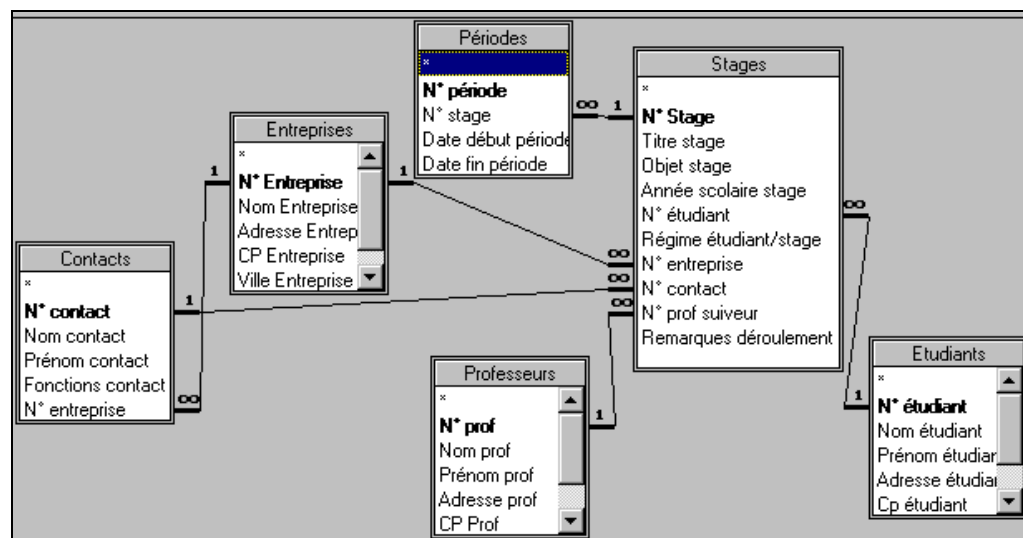 Périodes
*
N° période
N° stage
Date début période
Date fin période
∞ 1
Stages
*
N° Stage
Titre stage
Objet stage
Année scolaire stage
N° étudiant
Régime étudiant/stage
N° entreprise
N° contact
N° prof suiveur
Remarques déroulement
∞
∞
∞
∞
Entreprises
*
N° Entreprise
Nom Entreprise
Adresse Entrep
CP Entreprise
Ville Entreprise
1
1
Contacts
*
N° contact
Nom contact
Prénom contact
Fonctions contact
N° entreprise
1
∞
Professeurs
*
N° prof
Nom prof
Prénom prof
Adresse prof
CP Prof
1
Etudiants
*
N° étudiant
Nom étudiant
Prénom étudian
Adresse étudian
Cp étudiant
1